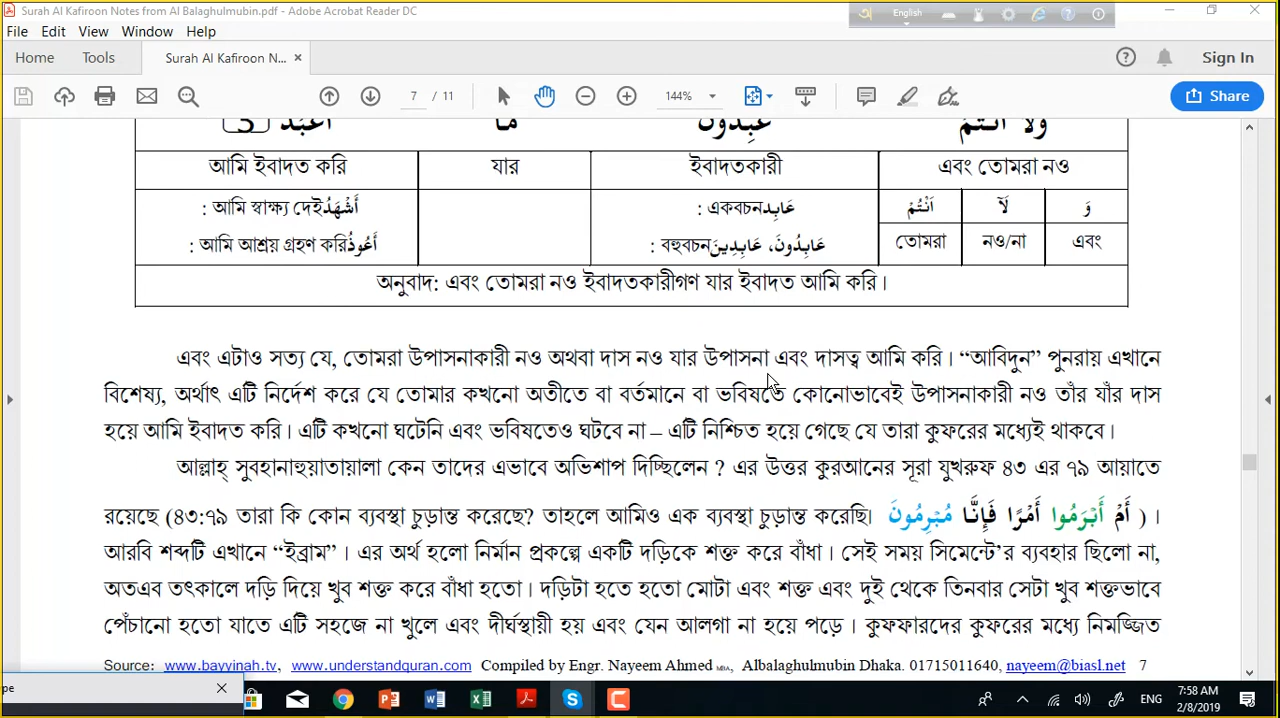 Surah Al Kafiroon Notes from Al Balaghulmubin.pdf - Adobe Acrobat Reader DC
English
File Edit View Window Help
Home Tools Surah Al Kafiroon N... × Sign In
7 / 11 144% Share
وَلَآ اَنْتُمْ عٰبِدُوْنَ مَآ اَعْبُدُ 3
এবং তোমরা নও ইবাদতকারী যার আমি ইবাদত করি
وَ لَآ اَنْتُمْ عَابِد একবচন : أَشْهَدُ আমি স্বাক্ষ্য দেই :
এবং নও/না তোমরা عَابِدُونَ، عَابِدِينَ বহুবচন : أَعُوذُ আমি আশ্রয় গ্রহণ করি :
অনুবাদ: এবং তোমরা নও ইবাদতকারীগণ যার ইবাদত আমি করি।
এবং এটাও সত্য যে, তোমরা উপাসনাকারী নও অথবা দাস নও যার উপাসনা এবং দাসত্ব আমি করি। “আবিদুন” পুনরায় এখানে
বিশেষ্য, অর্থাৎ এটি নির্দেশ করে যে তোমার কখনো অতীতে বা বর্তমানে বা ভবিষতে কোনোভাবেই উপাসনাকারী নও তাঁর যাঁর দাস
হয়ে আমি ইবাদত করি। এটি কখনো ঘটেনি এবং ভবিষতেও ঘটবে না – এটি নিশ্চিত হয়ে গেছে যে তারা কুফরের মধ্যেই থাকবে।
আল্লাহ্ সুবহানাহুয়াতায়ালা কেন তাদের এভাবে অভিশাপ দিচ্ছিলেন ? এর উত্তর কুরআনের সূরা যুখরুফ ৪৩ এর ৭৯ আয়াতে
রয়েছে (৪৩:৭৯ তারা কি কোন ব্যবস্থা চুড়ান্ত করেছে? তাহলে আমিও এক ব্যবস্থা চুড়ান্ত করেছি। أَمْ أَبْرَمُوا أَمْرًا فَإِنَّا مُبْرِمُونَ ) ।
আরবি শব্দটি এখানে “ইব্রাম”। এর অর্থ হলো নির্মান প্রকল্পে একটি দড়িকে শক্ত করে বাঁধা। সেই সময় সিমেন্টে’র ব্যবহার ছিলো না,
অতএব তৎকালে দড়ি দিয়ে খুব শক্ত করে বাঁধা হতো। দড়িটা হতে হতো মোটা এবং শক্ত এবং দুই থেকে তিনবার সেটা খুব শক্তভাবে
পেঁচানো হতো যাতে এটি সহজে না খুলে এবং দীর্ঘস্থায়ী হয় এবং যেন আলগা না হয়ে পড়ে। কুফফারদের কুফরের মধ্যে নিমজ্জিত
Source: www.bayyinah.tv, www.understandquran.com Compiled by Engr. Nayeem Ahmed MBA, Albalaghulmubin Dhaka. 01715011640, nayeem@biasl.net 7
pe ×
ENG 7:58 AM
2/8/2019